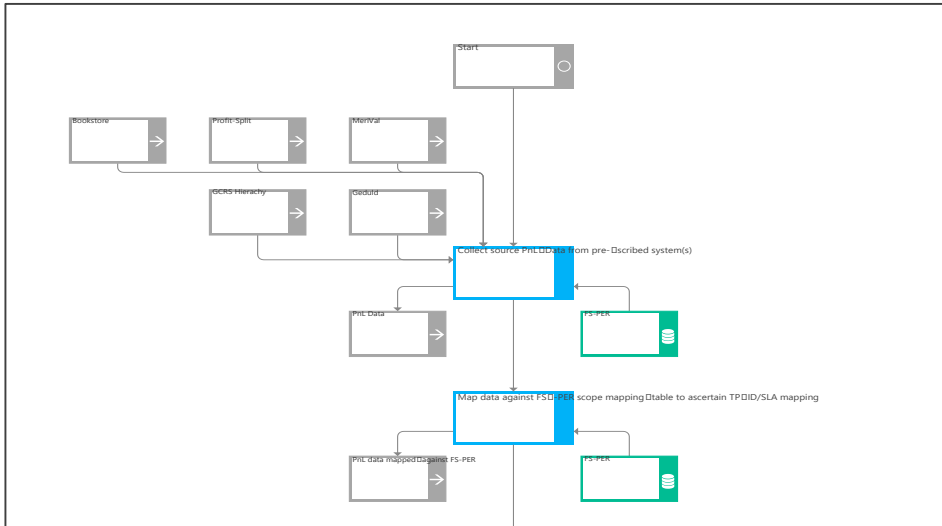 Start
Bookstore
Profit-Split
MeriVal
GCRS Hierachy
Geduld
Collect source PnL□Data from pre-□scribed system(s)
PnL Data
FS-PER
Map data against FS□-PER scope mapping□table to ascertain TP□ID/SLA mapping
PnL data mapped□against FS-PER
FS-PER